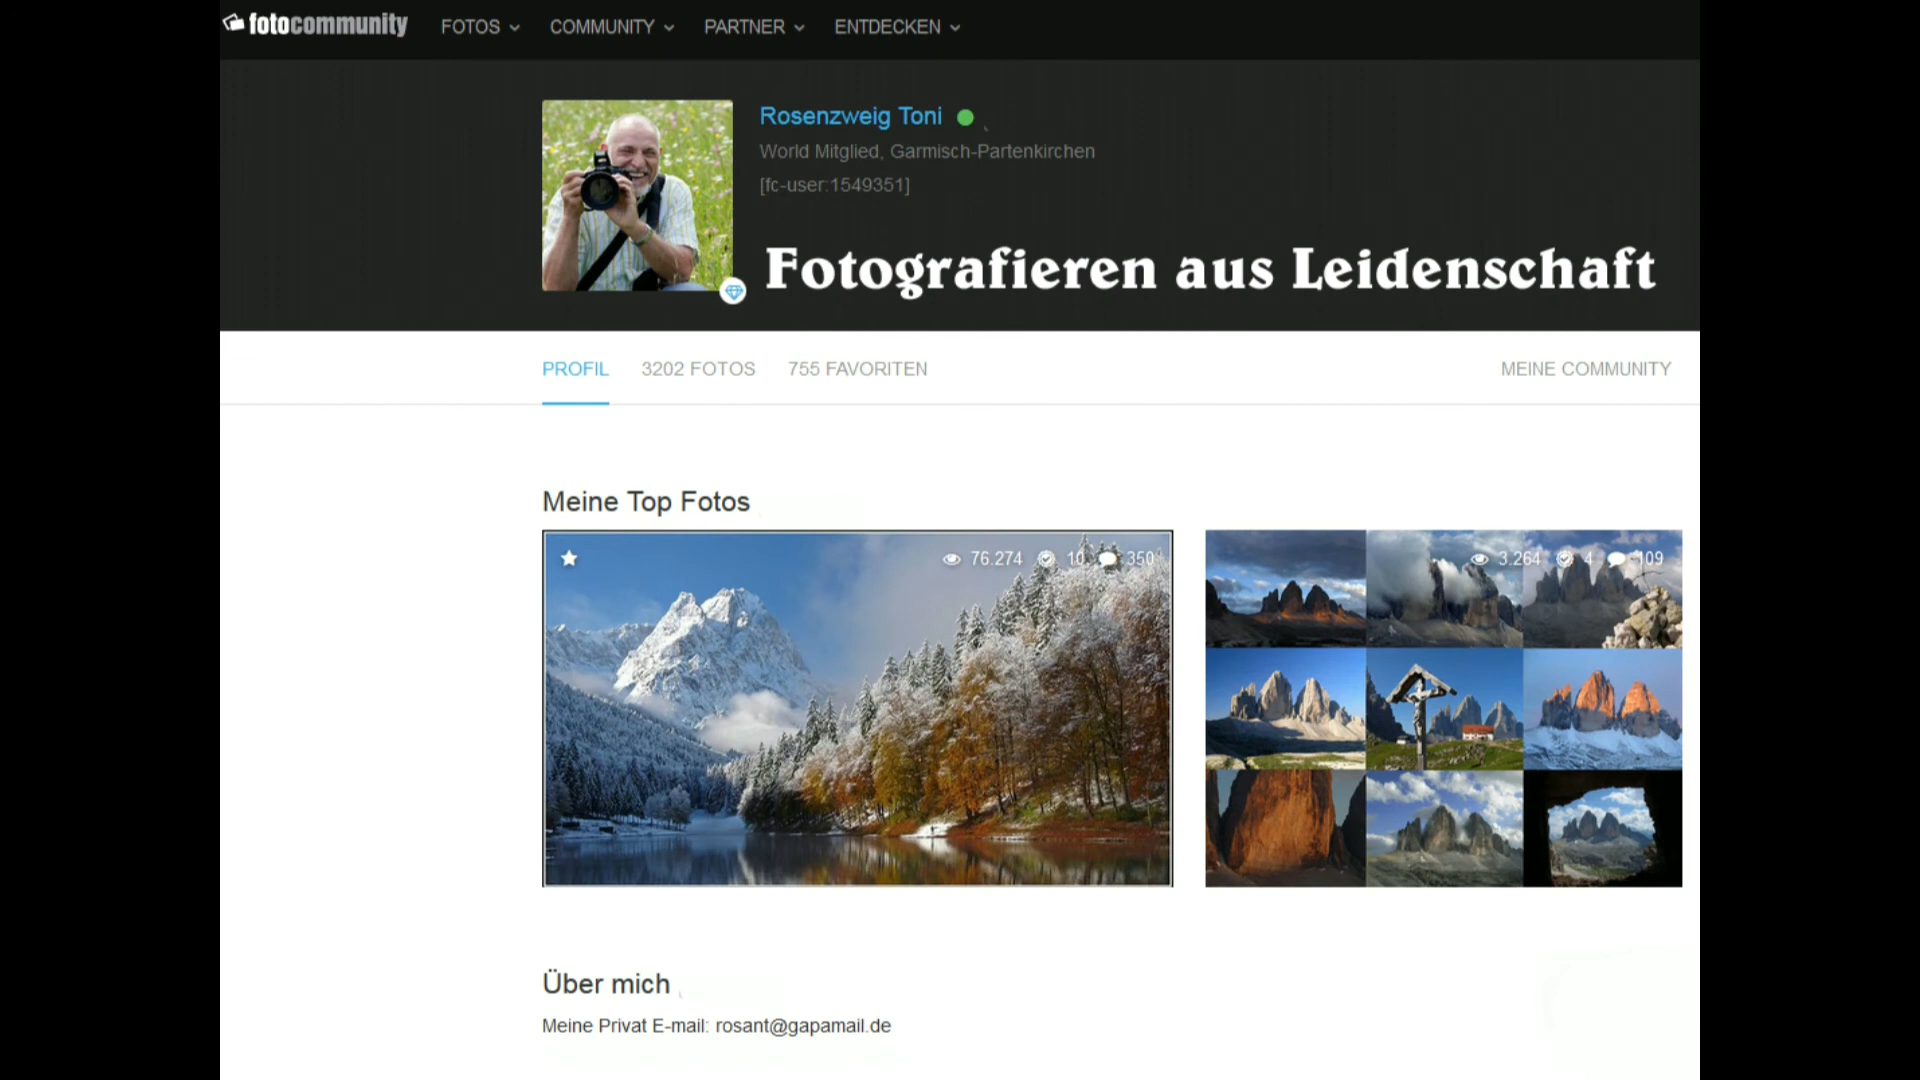 fotocommunity FOTOS COMMUNITY PARTNER ENTDECKEN
Rosenzweig Toni
World Mitglied, Garmisch-Partenkirchen
[fc-user:1549351]
Fotografieren aus Leidenschaft
PROFIL 3202 FOTOS 755 FAVORITEN MEINE COMMUNITY
Meine Top Fotos
76.274 10 350 3.264 4 109
Über mich
Meine Privat E-mail: rosant@gapamail.de